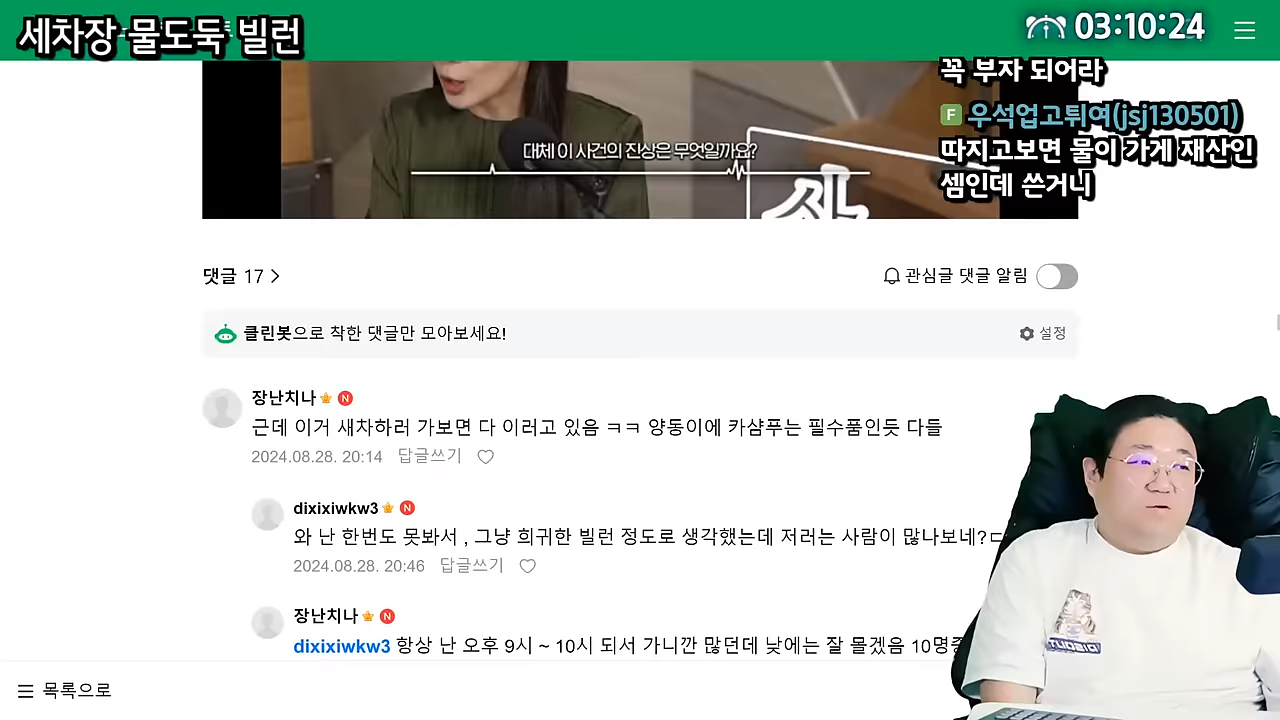 세차장 물도둑 빌런
03:10:24
꼭 부자 되어라
F 우석업고튀여(jsj130501)
따지고보면 물이 가게 재산인
셈인데 쓴거니
대체 이 사건의 진상은 무엇일까요?
댓글 17 >
관심글 댓글 알림
클린봇으로 착한 댓글만 모아보세요!
설정
장난치나 N
근데 이거 새차하러 가보면 다 이러고 있음 ㅋㅋ 양동이에 카샴푸는 필수품인듯 다들
2024.08.28. 20:14 답글쓰기
dixixiwkw3 N
와 난 한번도 못봐서 , 그냥 희귀한 빌런 정도로 생각했는데 저러는 사람이 많나보네?
2024.08.28. 20:46 답글쓰기
장난치나 N
dixixiwkw3 항상 난 오후 9시 ~ 10시 되서 가니깐 많던데 낮에는 잘 몰겠음 10명중
목록으로